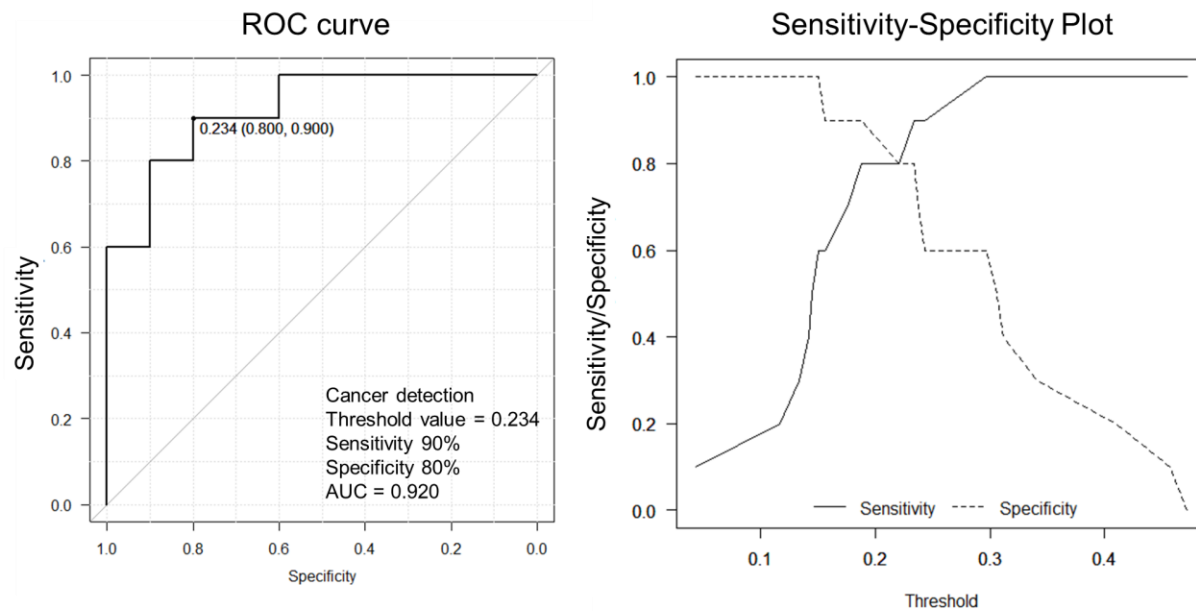 ROC curve
Sensitivity
1.0
0.8
0.6
0.4
0.2
0.0
0.234 (0.800, 0.900)
Cancer detection
Threshold value = 0.234
Sensitivity 90%
Specificity 80%
AUC = 0.920
1.0 0.8 0.6 0.4 0.2 0.0
Specificity
Sensitivity-Specificity Plot
Sensitivity/Specificity
1.0
0.8
0.6
0.4
0.2
0.0
Sensitivity Specificity
0.1 0.2 0.3 0.4
Threshold